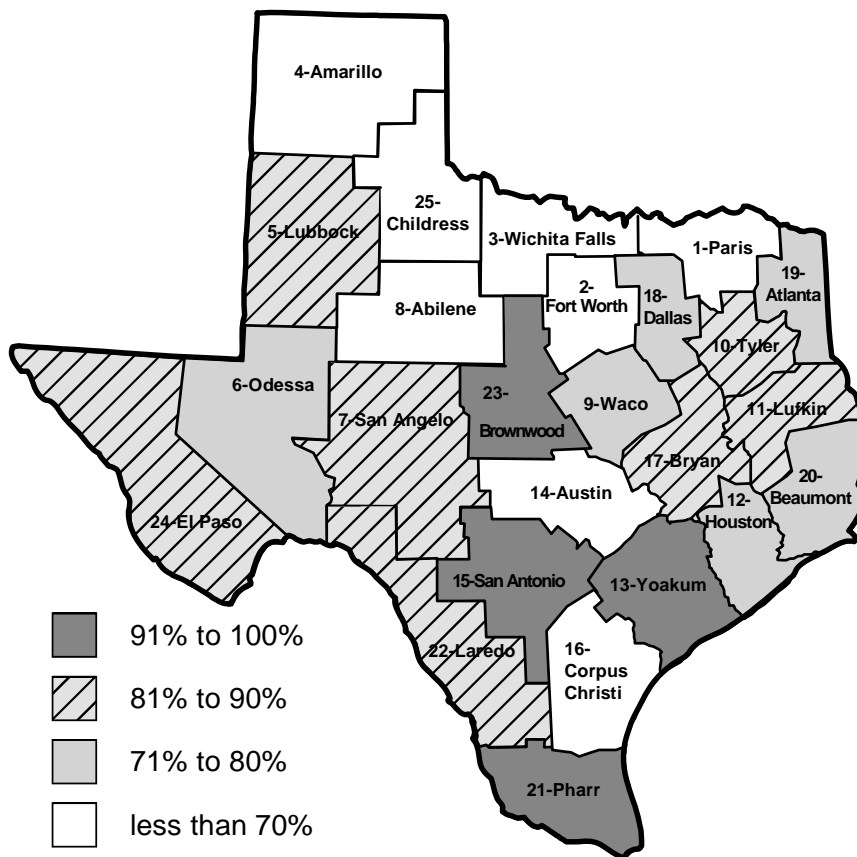 4-Amarillo
25-
Childress
5-Lubbock
3-Wichita Falls
1-Paris
19-
Atlanta
2-
Fort Worth
18-
Dallas
8-Abilene
10-Tyler
6-Odessa
23-
Brownwood
9-Waco
7-San Angelo
11-Lufkin
17-Bryan
20-
Beaumont
14-Austin
12-
Houston
24-El Paso
15-San Antonio
13-Yoakum
22-Laredo
16-
Corpus
Christi
21-Pharr
91% to 100%
81% to 90%
71% to 80%
less than 70%